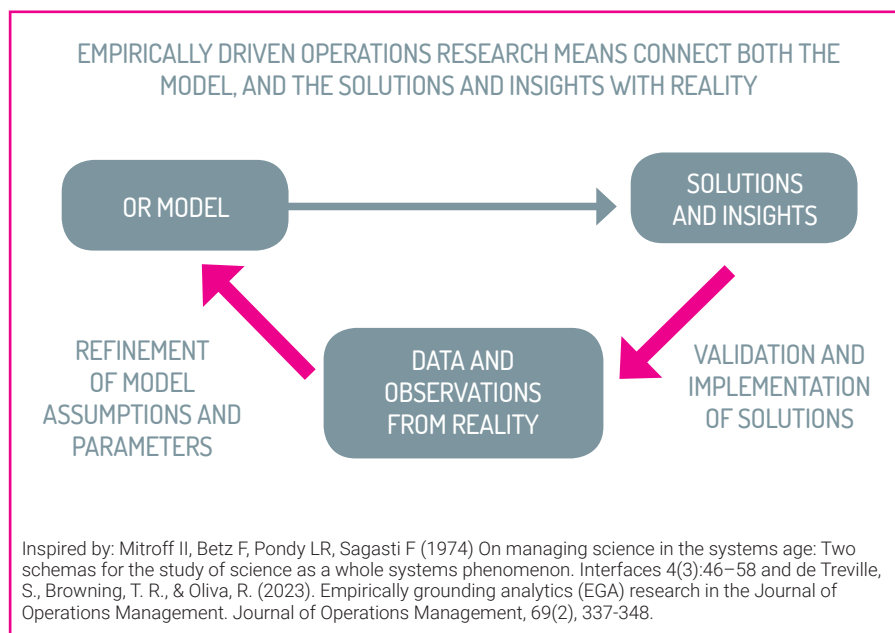 EMPIRICALLY DRIVEN OPERATIONS RESEARCH MEANS CONNECT BOTH THE
MODEL, AND THE SOLUTIONS AND INSIGHTS WITH REALITY
OR MODEL
SOLUTIONS
AND INSIGHTS
REFINEMENT
OF MODEL
ASSUMPTIONS AND
PARAMETERS
DATA AND
OBSERVATIONS
FROM REALITY
VALIDATION AND
IMPLEMENTATION
OF SOLUTIONS
Inspired by: Mitroff II, Betz F, Pondy LR, Sagasti F (1974) On managing science in the systems age: Two
schemas for the study of science as a whole systems phenomenon. Interfaces 4(3):46–58 and de Treville,
S., Browning, T. R., & Oliva, R. (2023). Empirically grounding analytics (EGA) research in the Journal of
Operations Management. Journal of Operations Management, 69(2), 337-348.